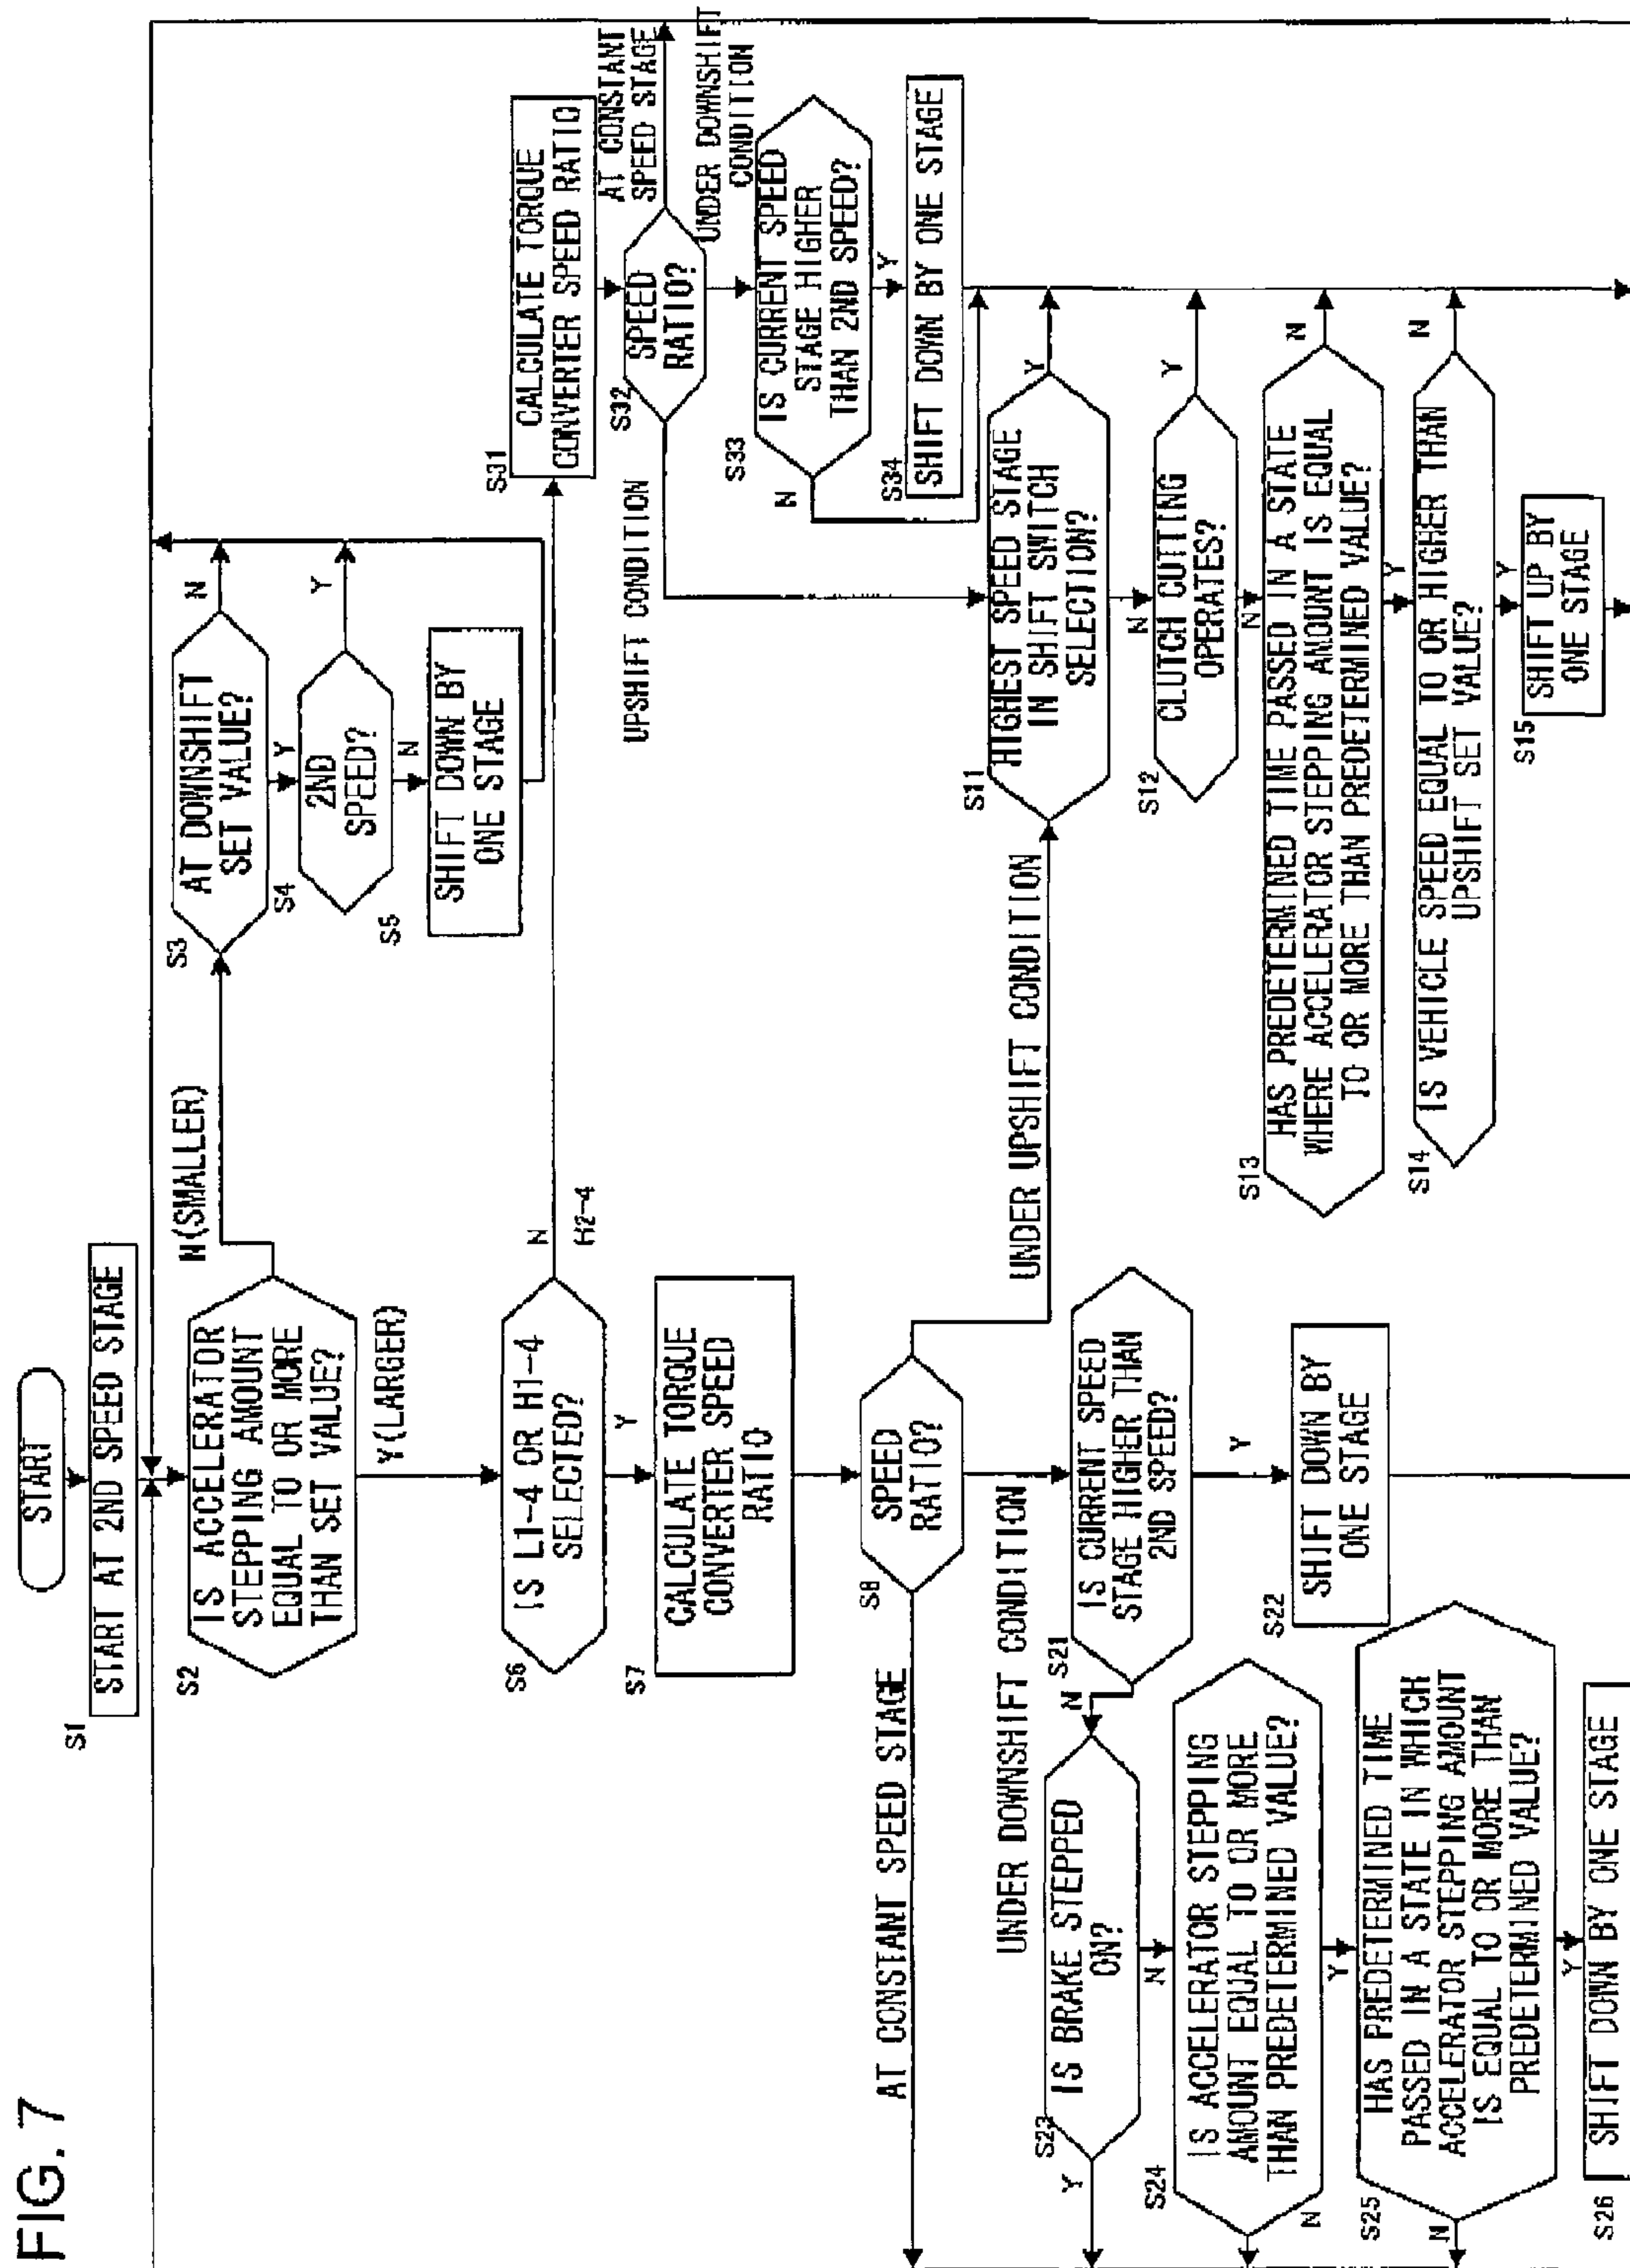 FIG. 7
START
S1
START AT 2ND SPEED STAGE
S2
IS ACCELERATOR
STEPPING AMOUNT
EQUAL TO OR MORE
THAN SET VALUE?
N(SMALLER)
Y(LARGER)
S3
AT DOWNSHIFT
SET VALUE?
N
Y
S4
2ND
SPEED?
Y
N
S5
SHIFT DOWN BY
ONE STAGE
S6
IS L1-4 OR H1-4
SELECTED?
N
H2-4
Y
S7
CALCULATE TORQUE
CONVERTER SPEED
RATIO
S8
SPEED
RATIO?
AT CONSTANT SPEED STAGE
UNDER DOWNSHIFT CONDITION
UNDER UPSHIFT CONDITION
S31
CALCULATE TORQUE
CONVERTER SPEED RATIO
S32
SPEED
RATIO?
AT CONSTANT
SPEED STAGE
UNDER DOWNSHIFT
CONDITION
UPSHIFT CONDITION
S33
IS CURRENT SPEED
STAGE HIGHER
THAN 2ND SPEED?
N
Y
S34
SHIFT DOWN BY ONE STAGE
S11
HIGHEST SPEED STAGE
IN SHIFT SWITCH
SELECTION?
Y
N
S12
CLUTCH CUTTING
OPERATES?
Y
N
S13
HAS PREDETERMINED TIME PASSED IN A STATE
WHERE ACCELERATOR STEPPING AMOUNT IS EQUAL
TO OR MORE THAN PREDETERMINED VALUE?
N
Y
S14
IS VEHICLE SPEED EQUAL TO OR HIGHER THAN
UPSHIFT SET VALUE?
N
Y
S15
SHIFT UP BY
ONE STAGE
S21
IS CURRENT SPEED
STAGE HIGHER THAN
2ND SPEED?
N
Y
S22
SHIFT DOWN BY
ONE STAGE
S23
IS BRAKE STEPPED
ON?
Y
N
S24
IS ACCELERATOR STEPPING
AMOUNT EQUAL TO OR MORE
THAN PREDETERMINED VALUE?
N
Y
S25
HAS PREDETERMINED TIME
PASSED IN A STATE IN WHICH
ACCELERATOR STEPPING AMOUNT
IS EQUAL TO OR MORE THAN
PREDETERMINED VALUE?
N
Y
S26
SHIFT DOWN BY ONE STAGE